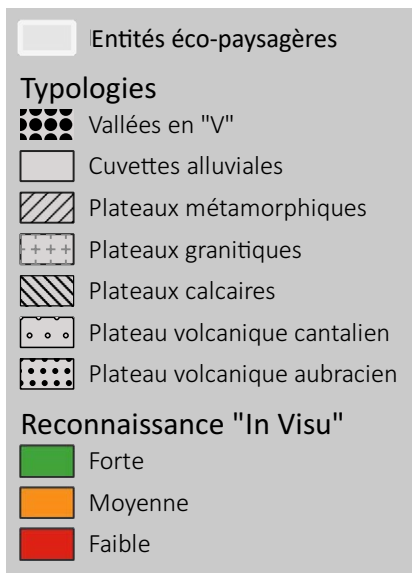 Entités éco-paysagères
Typologies
Vallées en "V"
Cuvettes alluviales
Plateaux métamorphiques
Plateaux granitiques
Plateaux calcaires
Plateau volcanique cantalien
Plateau volcanique aubracien
Reconnaissance "In Visu"
Forte
Moyenne
Faible